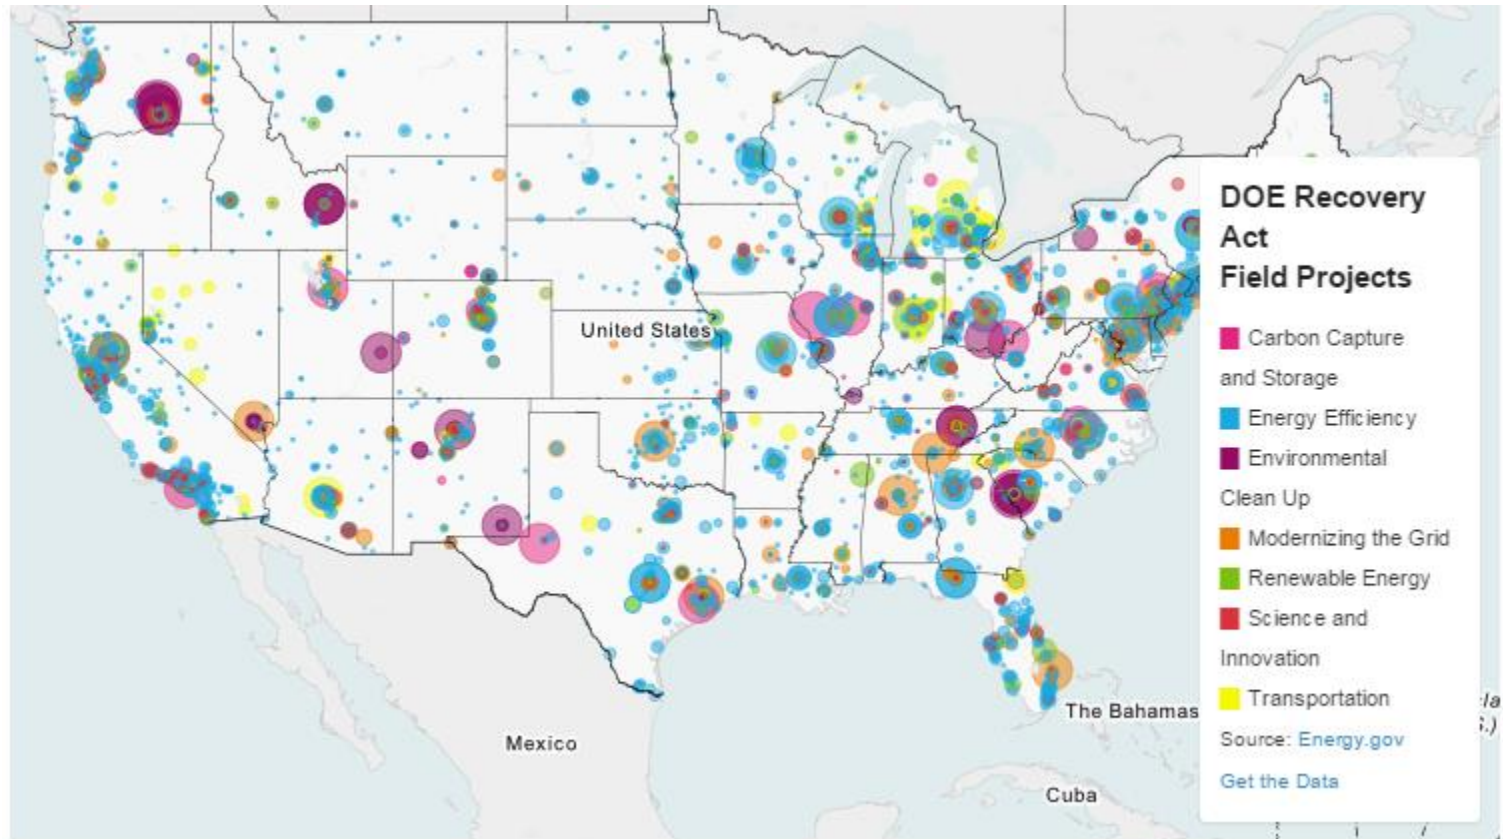 DOE Recovery
Act
Field Projects
Carbon Capture
and Storage
Energy Efficiency
Environmental
Clean Up
Modernizing the Grid
Renewable Energy
Science and
Innovation
Transportation
Source: Energy.gov
Get the Data
United States
Mexico
The Bahamas
Cuba